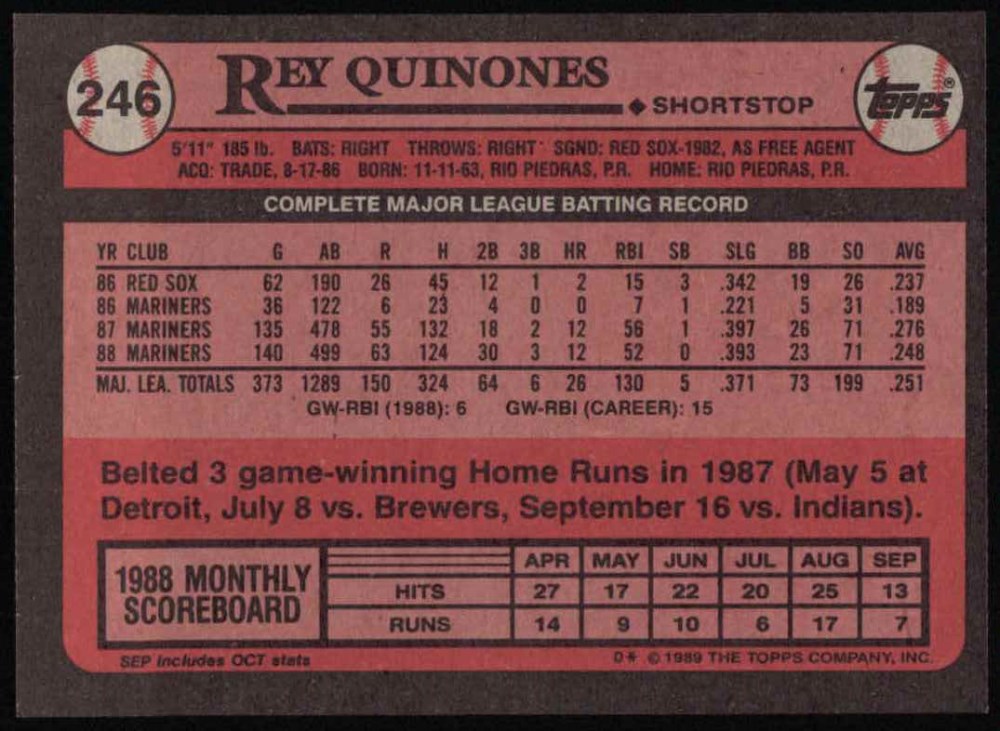 246
REY QUINONES
◆ SHORTSTOP
topps®
5'11" 185 lb. BATS: RIGHT THROWS: RIGHT SGND: RED SOX-1982, AS FREE AGENT
ACQ: TRADE, 8-17-86 BORN: 11-11-63, RIO PIEDRAS, P.R. HOME: RIO PIEDRAS, P.R.
COMPLETE MAJOR LEAGUE BATTING RECORD
YR CLUB G AB R H 2B 3B HR RBI SB SLG BB SO AVG
86 RED SOX 62 190 26 45 12 1 2 15 3 .342 19 26 .237
86 MARINERS 36 122 6 23 4 0 0 7 1 .221 5 31 .189
87 MARINERS 135 478 55 132 18 2 12 56 1 .397 26 71 .276
88 MARINERS 140 499 63 124 30 3 12 52 0 .393 23 71 .248
MAJ. LEA. TOTALS 373 1289 150 324 64 6 26 130 5 .371 73 199 .251
GW-RBI (1988): 6 GW-RBI (CAREER): 15
Belted 3 game-winning Home Runs in 1987 (May 5 at
Detroit, July 8 vs. Brewers, September 16 vs. Indians).
1988 MONTHLY
SCOREBOARD
APR MAY JUN JUL AUG SEP
HITS 27 17 22 20 25 13
RUNS 14 9 10 6 17 7
SEP includes OCT stats
D* © 1989 THE TOPPS COMPANY, INC.